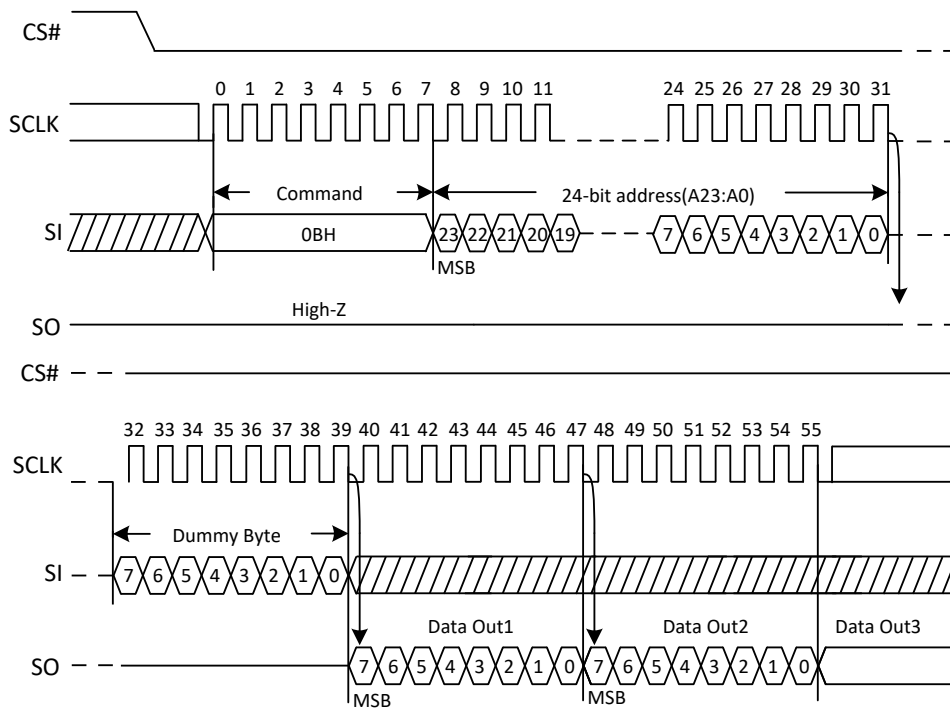 CS#
0 1 2 3 4 5 6 7 8 9 10 11 24 25 26 27 28 29 30 31
SCLK
Command 24-bit address(A23:A0)
SI 0BH 23 22 21 20 19 7 6 5 4 3 2 1 0
MSB
High-Z
SO
CS#
32 33 34 35 36 37 38 39 40 41 42 43 44 45 46 47 48 49 50 51 52 53 54 55
SCLK
Dummy Byte
SI 7 6 5 4 3 2 1 0
Data Out1 Data Out2 Data Out3
SO 7 6 5 4 3 2 1 0 7 6 5 4 3 2 1 0
MSB MSB